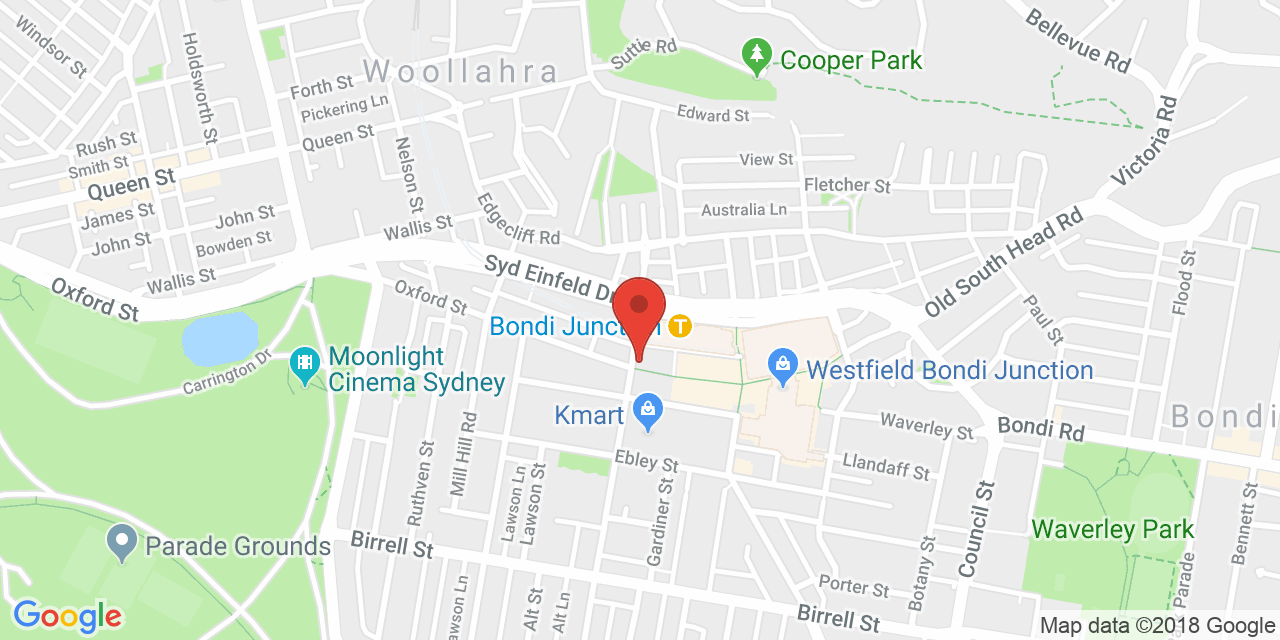 Windsor St
Holdsworth St
Forth St
Pickering Ln
Queen St
Woollahra
Suttie Rd
Cooper Park
Bellevue Rd
Victoria Rd
Edward St
Rush St
Smith St
Queen St
James St
John St
John St
Bowden St
Nelson St
Wallis St
Wallis St
Edgecliff Rd
View St
Fletcher St
Australia Ln
Old South Head Rd
Flood St
Paul St
Oxford St
Oxford St
Syd Einfeld Dr
Bondi Junction
T
Moonlight
Cinema Sydney
Carrington Dr
Westfield Bondi Junction
Kmart
Waverley St
Bondi Rd
Bondi
Llandaff St
Ebley St
Mill Hill Rd
Ruthven St
Lawson Ln
Lawson St
Gardiner St
Council St
Waverley Park
Bennett St
Parade Grounds
Birrell St
Botany St
Porter St
Birrell St
Lawson Ln
Alt St
Alt Ln
Parade
Google
Map data ©2018 Google